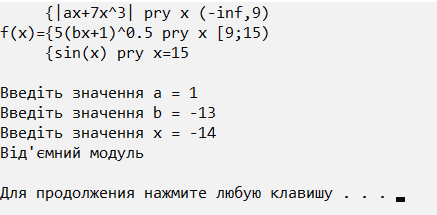 {|ax+7x^3| pry x (-inf,9)
f(x)={5(bx+1)^0.5 pry x [9;15)
{sin(x) pry x=15
Введіть значення a = 1
Введіть значення b = -13
Введіть значення x = -14
Від'ємний модуль
Для продолжения нажмите любую клавишу . . .